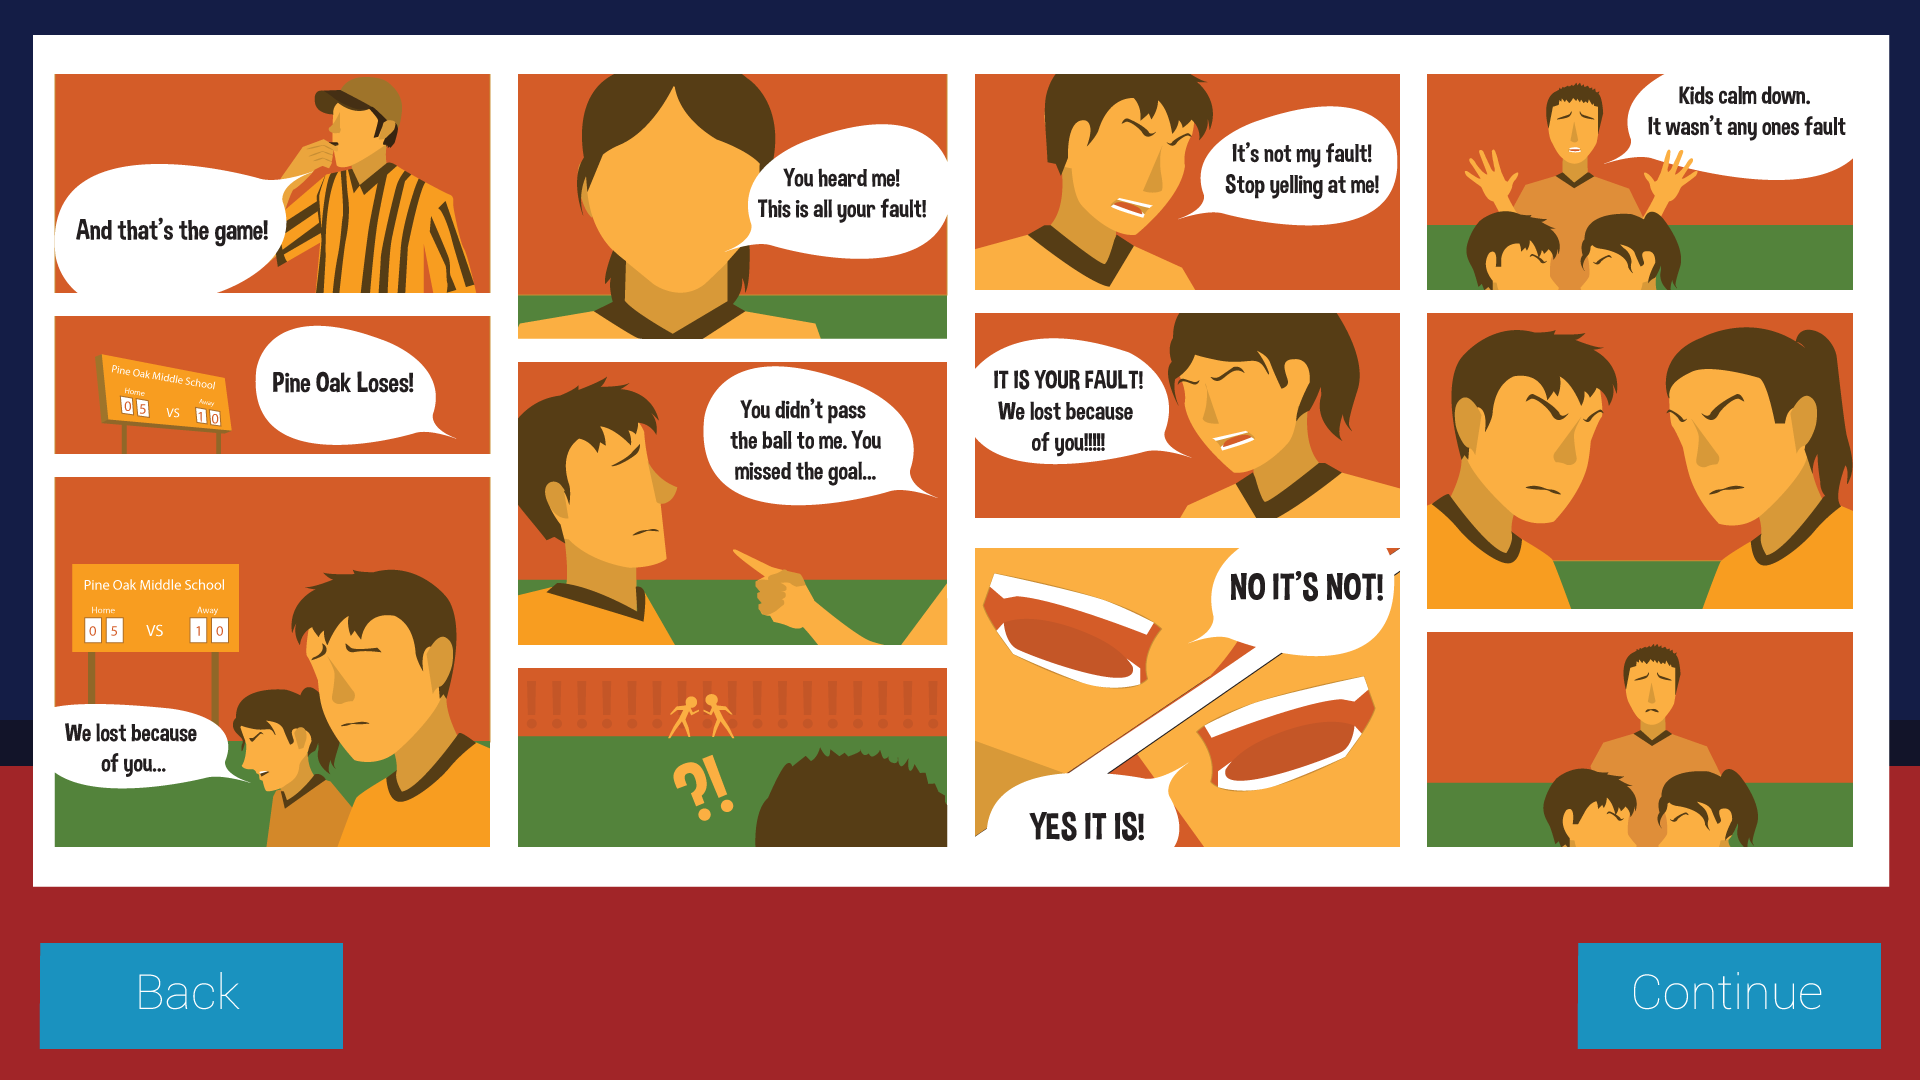 And that's the game!
Pine Oak Middle School
Home
Away
0 5 VS 1 0
Pine Oak Loses!
Pine Oak Middle School
Home
Away
0 5 VS 1 0
We lost because
of you...
You heard me!
This is all your fault!
You didn't pass
the ball to me. You
missed the goal...
?!
It's not my fault!
Stop yelling at me!
IT IS YOUR FAULT!
We lost because
of you!!!!!
NO IT'S NOT!
YES IT IS!
Kids calm down.
It wasn't any ones fault
Back
Continue